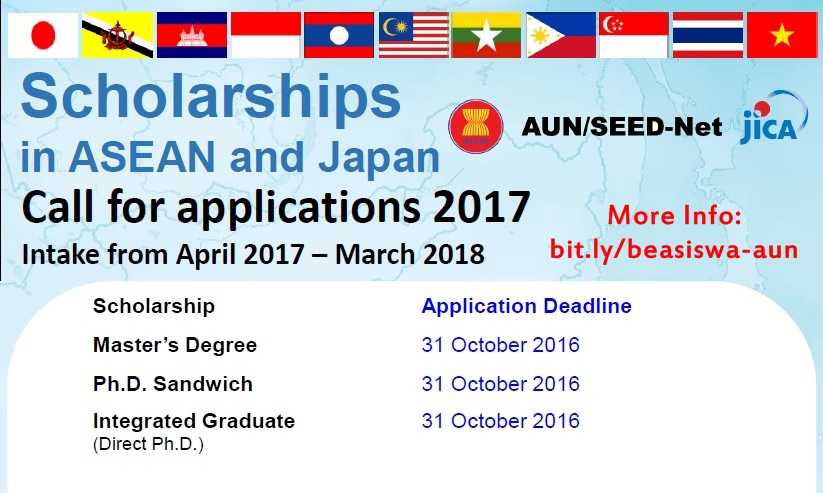 Scholarships
in ASEAN and Japan
AUN/SEED-Net
jICA
Call for applications 2017
Intake from April 2017 – March 2018
More Info:
bit.ly/beasiswa-aun
Scholarship Application Deadline
Master's Degree 31 October 2016
Ph.D. Sandwich 31 October 2016
Integrated Graduate 31 October 2016
(Direct Ph.D.)